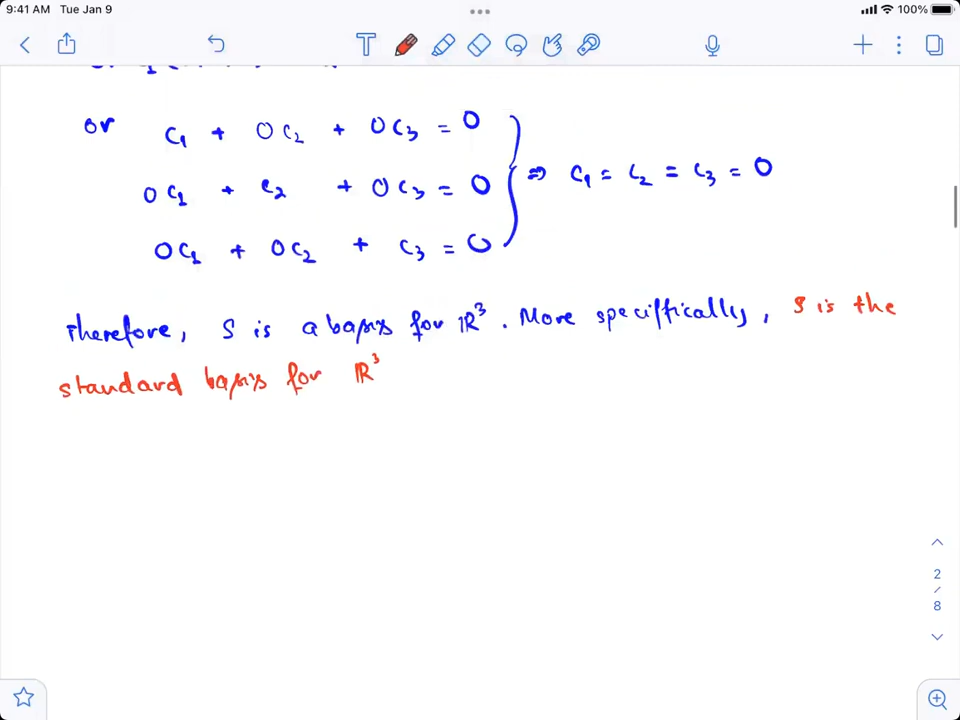 9:41 AM Tue Jan 9
100%
or C1 + 0C2 + 0C3 = 0
0C1 + C2 + 0C3 = 0 ⇒ C1 = C2 = C3 = 0
0C1 + 0C2 + C3 = 0
Therefore, S is a basis for ℝ³. More speciffically, S is the
standard basis for ℝ³
2
/
8